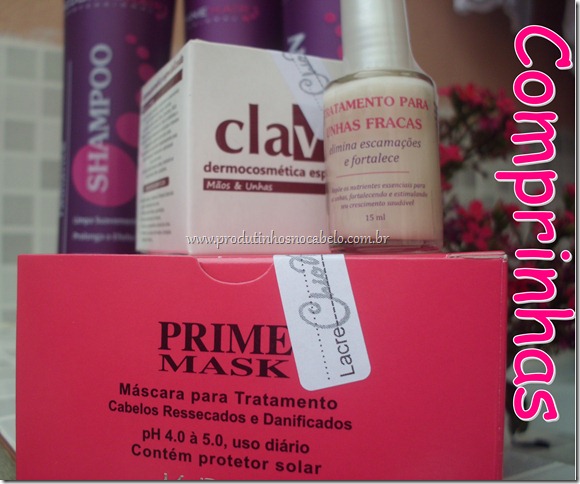 SHAMPOO
clav
dermocosmética esp
Mãos & Unhas
TRATAMENTO PARA
UNHAS FRACAS
elimina escamações
e fortalece
15 ml
www.produtinhosnocabelo.com.br
Lacre
PRIME
MASK
Máscara para Tratamento
Cabelos Ressecados e Danificados
pH 4.0 à 5.0, uso diário
Contém protetor solar
Comprinhas